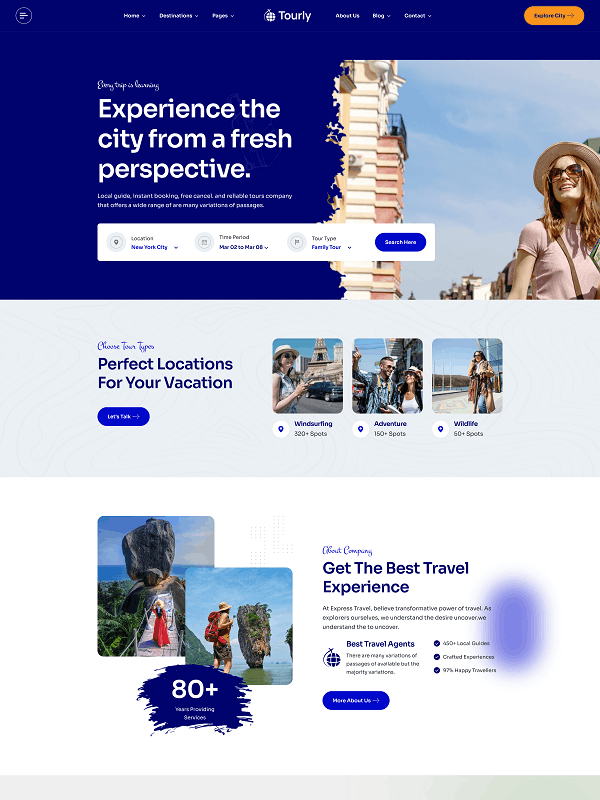 Home Destinations Pages Tourly About Us Blog Contact Explore City
Every trip is learning
Experience the
city from a fresh
perspective.
Local guide, instant booking, free cancel, and reliable tours company
that offers a wide range of are many variations of passages.
Location
New York City
Time Period
Mar 02 to Mar 08
Tour Type
Family Tour
Search Here
Choose Tour Types
Perfect Locations
For Your Vacation
Let's Talk
Windsurfing
320+ Spots
Adventure
150+ Spots
Wildlife
50+ Spots
80+
Years Providing
Services
About Company
Get The Best Travel
Experience
At Express Travel, believe transformative power of travel. As
explorers ourselves, we understand the desire uncover.we
understand the to uncover.
Best Travel Agents
There are many variations of
passages of available but the
majority variations.
450+ Local Guides
Crafted Experiences
97% Happy Travellers
More About Us